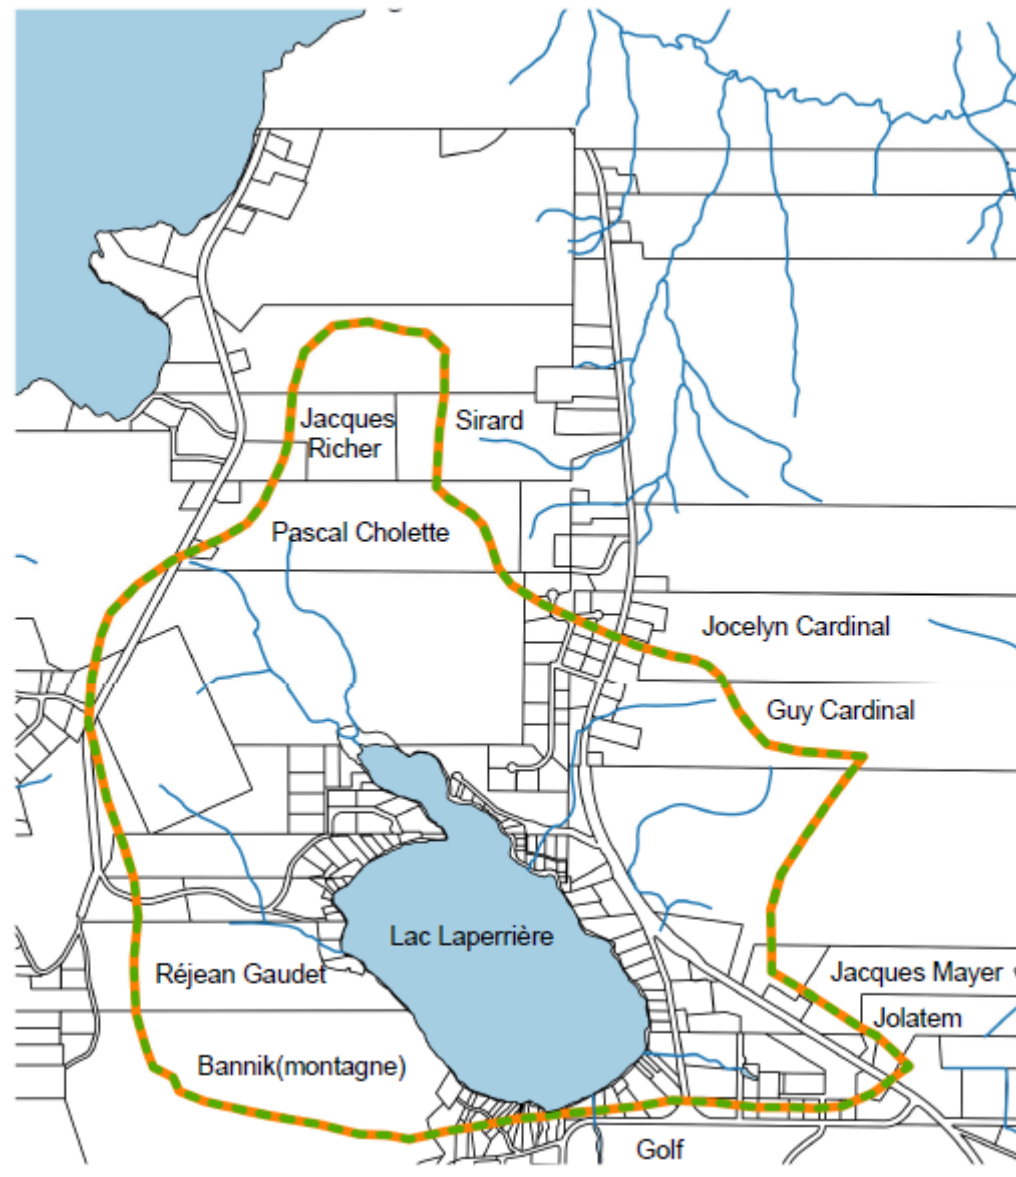 Jacques
Richer
Sirard
Pascal Cholette
Jocelyn Cardinal
Guy Cardinal
Lac Laperrière
Jacques Mayer
Réjean Gaudet
Jolatem
Bannik(montagne)
Golf